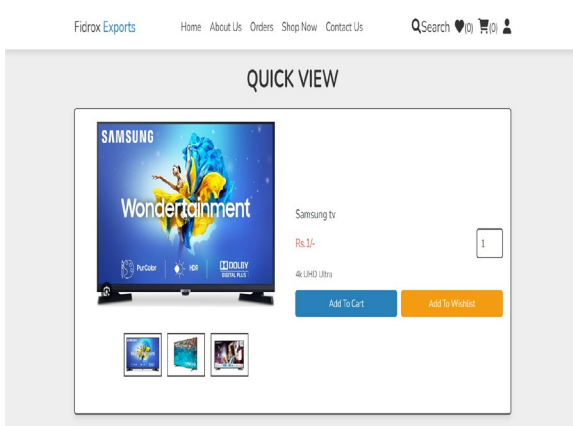 Fidrox Exports
Home About Us Orders Shop Now Contact Us
Search (0) (0)
QUICK VIEW
SAMSUNG
Wondertainment
PurColor HDR DOLBY
DIGITAL PLUS
Samsung tv
Rs.1/-
1
4k UHD Ultra
Add To Cart
Add To Wishlist